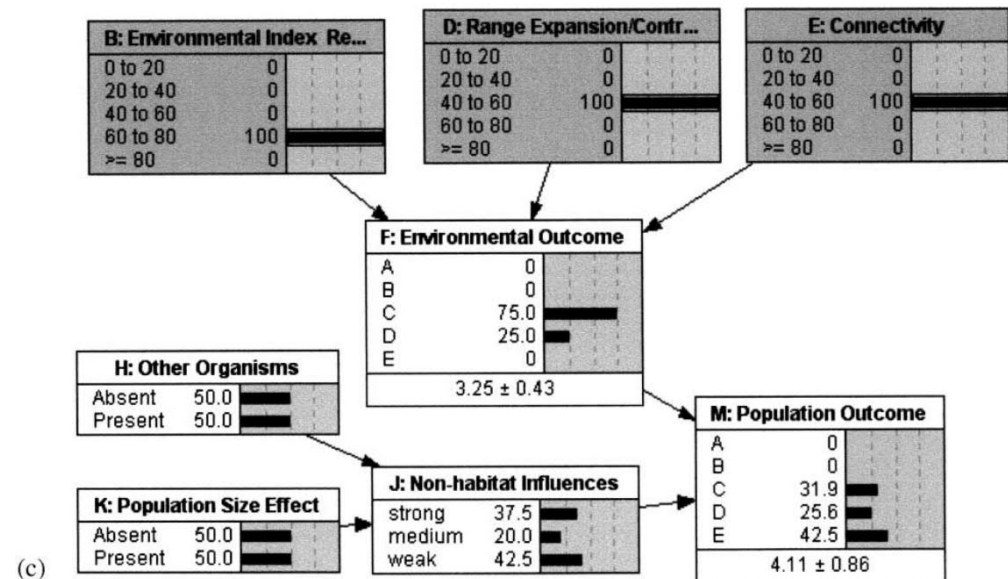 B: Environmental Index Re...
0 to 20 0
20 to 40 0
40 to 60 0
60 to 80 100
>= 80 0
D: Range Expansion/Contr...
0 to 20 0
20 to 40 0
40 to 60 100
60 to 80 0
>= 80 0
E: Connectivity
0 to 20 0
20 to 40 0
40 to 60 100
60 to 80 0
>= 80 0
F: Environmental Outcome
A 0
B 0
C 75.0
D 25.0
E 0
3.25 ± 0.43
H: Other Organisms
Absent 50.0
Present 50.0
K: Population Size Effect
Absent 50.0
Present 50.0
J: Non-habitat Influences
strong 37.5
medium 20.0
weak 42.5
M: Population Outcome
A 0
B 0
C 31.9
D 25.6
E 42.5
4.11 ± 0.86
(c)